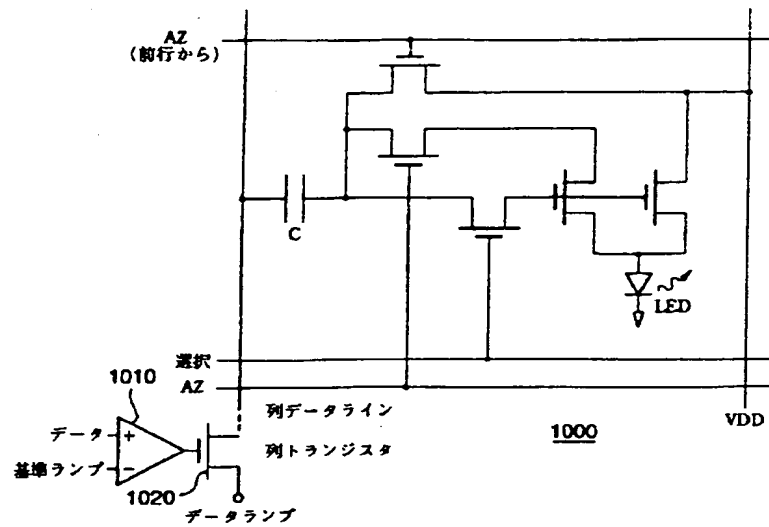 AZ
(前行から)
C
LED
選択
AZ
1010
列データライン
1000
VDD
データ
+
列トランジスタ
基準ランプ
−
1020
データランプ